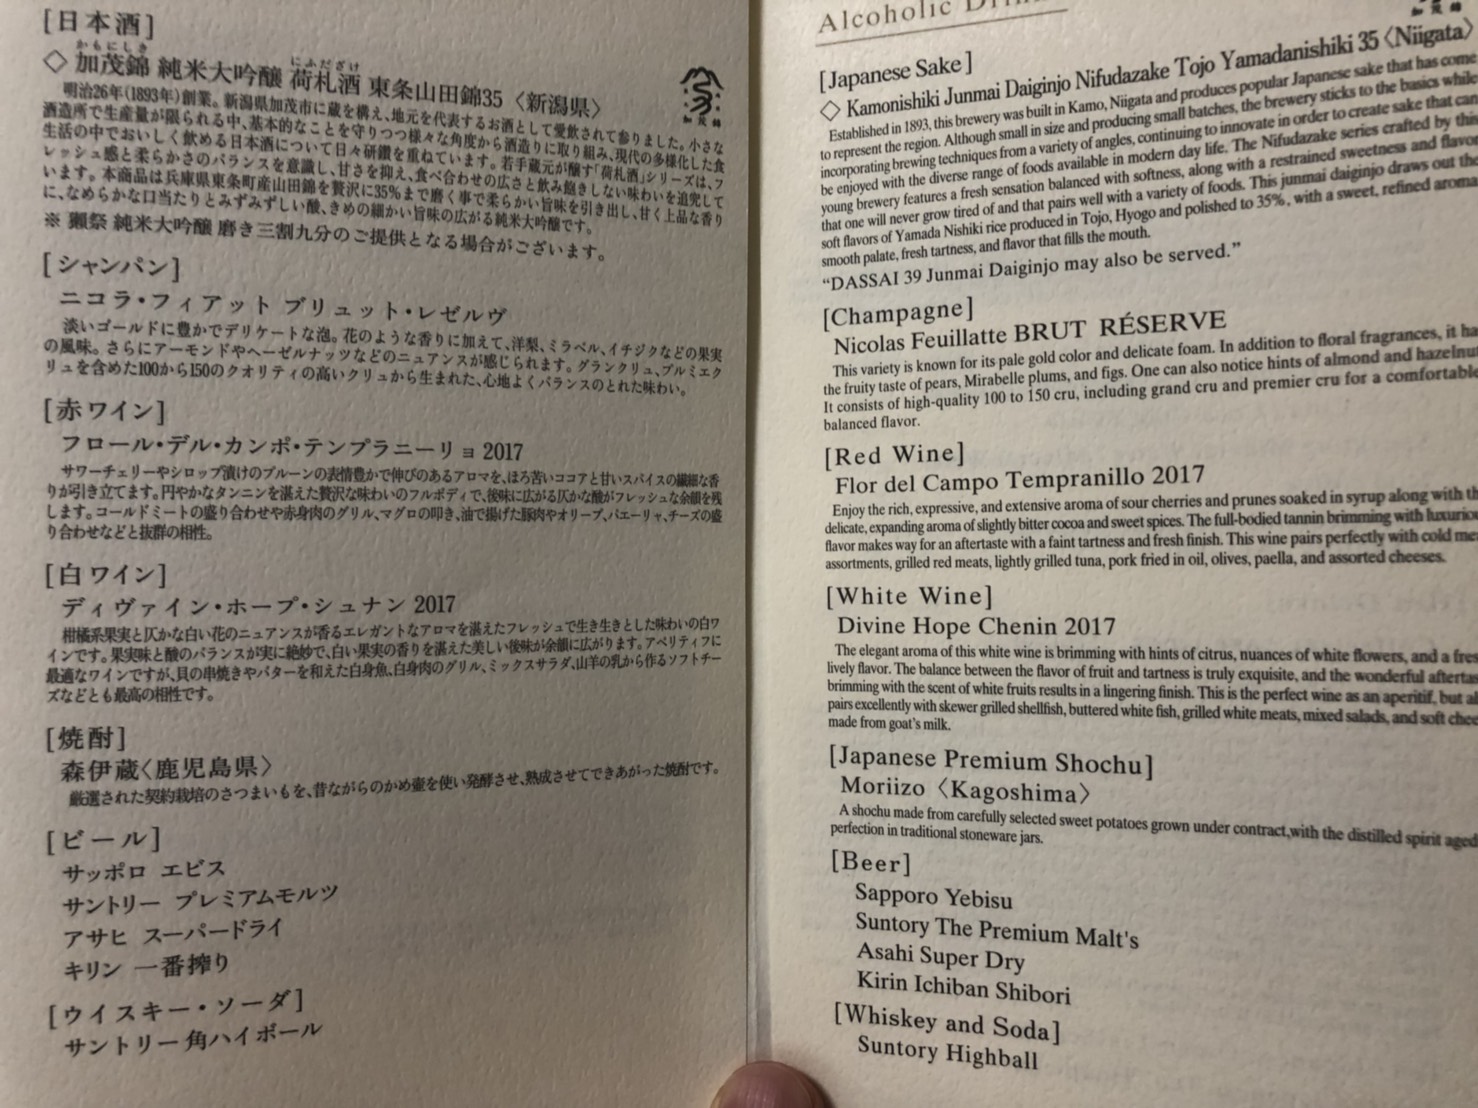 [日本酒]
かもにしき にふだざけ
◇ 加茂錦 純米大吟醸 荷札酒 東条山田錦35〈新潟県〉
明治26年(1893年)創業。新潟県加茂市に蔵を構え、地元を代表するお酒として愛飲されて参りました。小さな
酒造所で生産量が限られる中、基本的なことを守りつつ様々な角度から酒造りに取り組み、現代の多様化した食
生活の中でおいしく飲める日本酒について日々研鑽を重ねています。若手蔵元が醸す「荷札酒」シリーズは、フ
レッシュ感と柔らかさのバランスを意識し、甘さを抑え、食べ合わせの広さと飲み飽きしない味わいを追究して
います。本商品は兵庫県東条町産山田錦を贅沢に35%まで磨く事で柔らかい旨味を引き出し、甘く上品な香り
に、なめらかな口当たりとみずみずしい酸、きめの細かい旨味の広がる純米大吟醸です。
※ 獺祭 純米大吟醸 磨き三割九分のご提供となる場合がございます。
加茂錦
[シャンパン]
ニコラ・フィアット ブリュット・レゼルヴ
淡いゴールドに豊かでデリケートな泡。花のような香りに加えて、洋梨、ミラベル、イチジクなどの果実
の風味。さらにアーモンドやヘーゼルナッツなどのニュアンスが感じられます。グランクリュ、プルミエク
リュを含めた100から150のクオリティの高いクリュから生まれた、心地よくバランスのとれた味わい。
[赤ワイン]
フロール・デル・カンポ・テンプラニーリョ 2017
サワーチェリーやシロップ漬けのプルーンの表情豊かで伸びのあるアロマを、ほろ苦いココアと甘いスパイスの繊細な香
りが引き立てます。円やかなタンニンを湛えた贅沢な味わいのフルボディで、後味に広がる仄かな酸がフレッシュな余韻を残
します。コールドミートの盛り合わせや赤身肉のグリル、マグロの叩き、油で揚げた豚肉やオリーブ、パエーリャ、チーズの盛
り合わせなどと抜群の相性。
[白ワイン]
ディヴァイン・ホープ・シュナン 2017
柑橘系果実と仄かな白い花のニュアンスが香るエレガントなアロマを湛えたフレッシュで生き生きとした味わいの白ワ
インです。果実味と酸のバランスが実に絶妙で、白い果実の香りを湛えた美しい後味が余韻に広がります。アペリティフに
最適なワインですが、貝の串焼きやバターを和えた白身魚、白身肉のグリル、ミックスサラダ、山羊の乳から作るソフトチー
ズなどとも最高の相性です。
[焼酎]
森伊蔵〈鹿児島県〉
厳選された契約栽培のさつまいもを、昔ながらのかめ壷を使い発酵させ、熟成させてできあがった焼酎です。
[ビール]
サッポロ エビス
サントリー プレミアムモルツ
アサヒ スーパードライ
キリン 一番搾り
[ウイスキー・ソーダ]
サントリー 角ハイボール
Alcoholic
加茂錦
[Japanese Sake]
◇ Kamonishiki Junmai Daiginjo Nifudazake Tojo Yamadanishiki 35〈Niigata〉
Established in 1893, this brewery was built in Kamo, Niigata and produces popular Japanese sake that has come
to represent the region. Although small in size and producing small batches, the brewery sticks to the basics while
incorporating brewing techniques from a variety of angles, continuing to innovate in order to create sake that can
be enjoyed with the diverse range of foods available in modern day life. The Nifudazake series crafted by this
young brewery features a fresh sensation balanced with softness, along with a restrained sweetness and flavor
that one will never grow tired of and that pairs well with a variety of foods. This junmai daiginjo draws out the
soft flavors of Yamada Nishiki rice produced in Tojo, Hyogo and polished to 35%, with a sweet, refined aroma
smooth palate, fresh tartness, and flavor that fills the mouth.
"DASSAI 39 Junmai Daiginjo may also be served."
[Champagne]
Nicolas Feuillatte BRUT RÉSERVE
This variety is known for its pale gold color and delicate foam. In addition to floral fragrances, it ha
the fruity taste of pears, Mirabelle plums, and figs. One can also notice hints of almond and hazelnut
It consists of high-quality 100 to 150 cru, including grand cru and premier cru for a comfortable
balanced flavor.
[Red Wine]
Flor del Campo Tempranillo 2017
Enjoy the rich, expressive, and extensive aroma of sour cherries and prunes soaked in syrup along with th
delicate, expanding aroma of slightly bitter cocoa and sweet spices. The full-bodied tannin brimming with luxuriou
flavor makes way for an aftertaste with a faint tartness and fresh finish. This wine pairs perfectly with cold me
assortments, grilled red meats, lightly grilled tuna, pork fried in oil, olives, paella, and assorted cheeses.
[White Wine]
Divine Hope Chenin 2017
The elegant aroma of this white wine is brimming with hints of citrus, nuances of white flowers, and a fres
lively flavor. The balance between the flavor of fruit and tartness is truly exquisite, and the wonderful aftertas
brimming with the scent of white fruits results in a lingering finish. This is the perfect wine as an aperitif, but al
pairs excellently with skewer grilled shellfish, buttered white fish, grilled white meats, mixed salads, and soft chee
made from goat's milk.
[Japanese Premium Shochu]
Moriizo〈Kagoshima〉
A shochu made from carefully selected sweet potatoes grown under contract,with the distilled spirit aged
perfection in traditional stoneware jars.
[Beer]
Sapporo Yebisu
Suntory The Premium Malt's
Asahi Super Dry
Kirin Ichiban Shibori
[Whiskey and Soda]
Suntory Highball